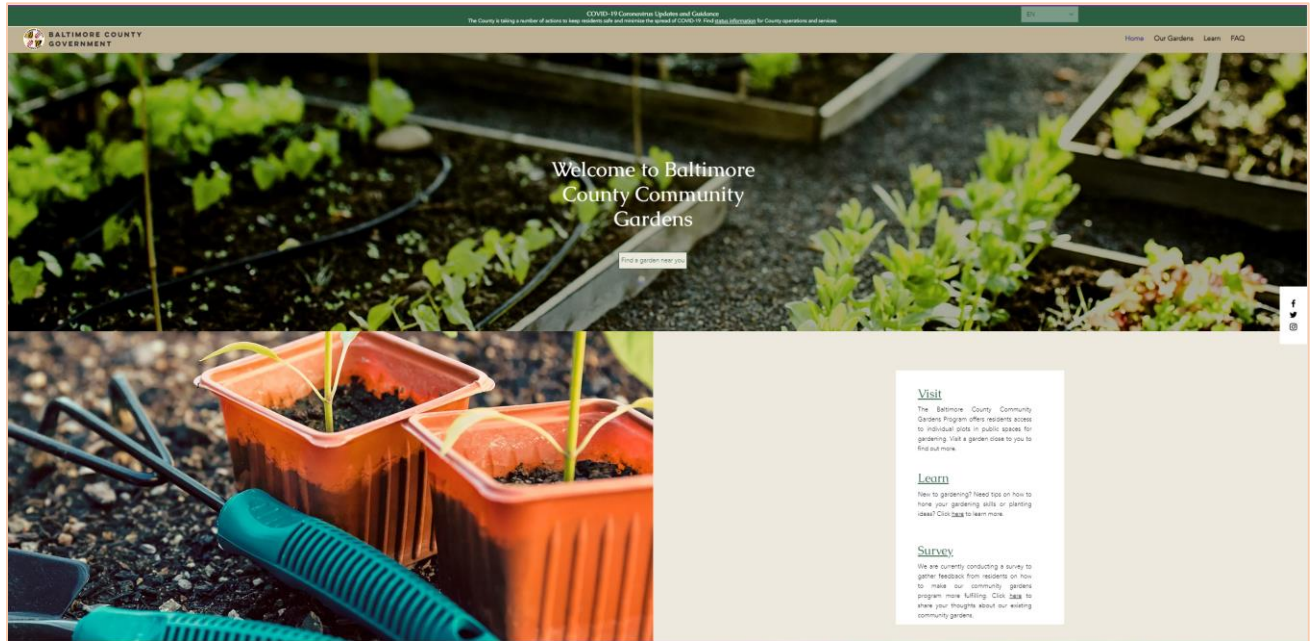 COVID-19 Coronavirus Updates and Guidance
The County is taking a number of actions to keep residents safe and minimize the spread of COVID-19. Find status information for County operations and services.
EN
BALTIMORE COUNTY
GOVERNMENT
Home Our Gardens Learn FAQ
Welcome to Baltimore
County Community
Gardens
Find a garden near you
Visit
The Baltimore County Community
Gardens Program offers residents access
to individual plots in public spaces for
gardening. Visit a garden close to you to
find out more.
Learn
New to gardening? Need tips on how to
hone your gardening skills or planting
ideas? Click here to learn more.
Survey
We are currently conducting a survey to
gather feedback from residents on how
to make our community gardens
program more fulfilling. Click here to
share your thoughts about our existing
community gardens.